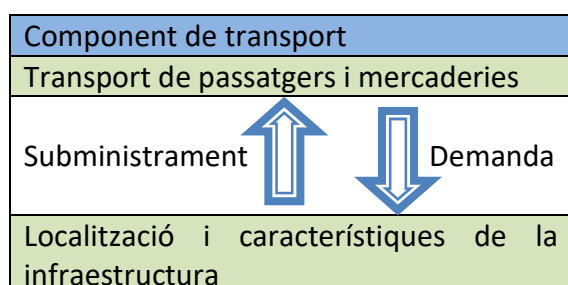 Component de transport
Transport de passatgers i mercaderies
Subministrament Demanda
Localització i característiques de la
infraestructura